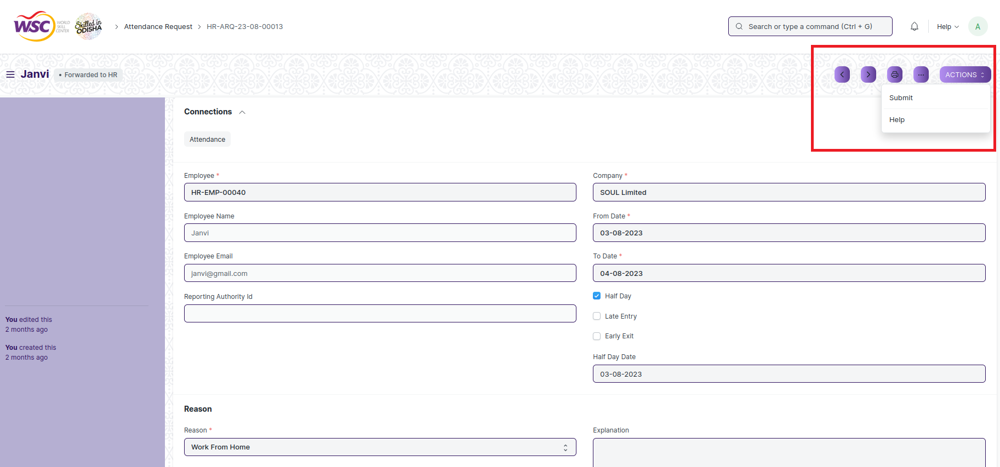 WSC WORLD SKILL CENTER
Skilled in ODISHA
Attendance Request
HR-ARQ-23-08-00013
Search or type a command (Ctrl + G)
Help
A
Janvi
• Forwarded to HR
ACTIONS
Submit
Help
Connections
Attendance
Employee *
HR-EMP-00040
Company *
SOUL Limited
Employee Name
Janvi
From Date *
03-08-2023
Employee Email
janvi@gmail.com
To Date *
04-08-2023
Reporting Authority Id
Half Day
Late Entry
Early Exit
Half Day Date
03-08-2023
You edited this
2 months ago
You created this
2 months ago
Reason
Reason *
Work From Home
Explanation